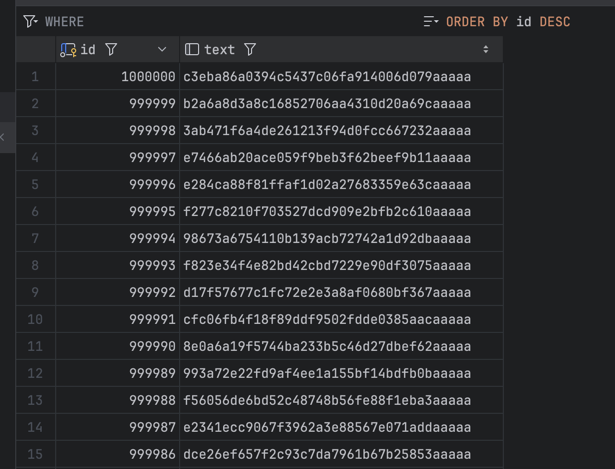 WHERE ORDER BY id DESC
id text
1 1000000 c3eba86a0394c5437c06fa914006d079aaaaa
2 999999 b2a6a8d3a8c16852706aa4310d20a69caaaaa
3 999998 3ab471f6a4de261213f94d0fcc667232aaaaa
4 999997 e7466ab20ace059f9beb3f62beef9b11aaaaa
5 999996 e284ca88f81ffaf1d02a27683359e63caaaaa
6 999995 f277c8210f703527dcd909e2bfb2c610aaaaa
7 999994 98673a6754110b139acb72742a1d92dbaaaaa
8 999993 f823e34f4e82bd42cbd7229e90df3075aaaaa
9 999992 d17f57677c1fc72e2e3a8af0680bf367aaaaa
10 999991 cfc06fb4f18f89ddf9502fdde0385aacaaaaa
11 999990 8e0a6a19f5744ba233b5c46d27dbef62aaaaa
12 999989 993a72e22fd9af4ee1a155bf14bdfb0baaaaa
13 999988 f56056de6bd52c48748b56fe88f1eba3aaaaa
14 999987 e2341ecc9067f3962a3e88567e071addaaaaa
15 999986 dce26ef657f2c93c7da7961b67b25853aaaaa